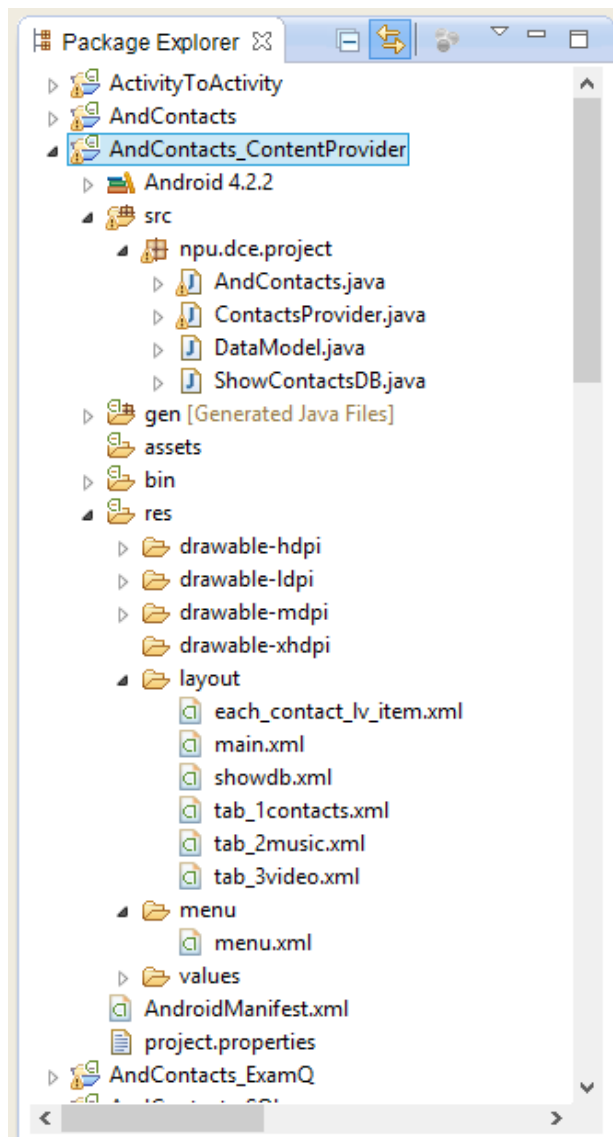 Package Explorer
ActivityToActivity
AndContacts
AndContacts_ContentProvider
Android 4.2.2
src
npu.dce.project
AndContacts.java
ContactsProvider.java
DataModel.java
ShowContactsDB.java
gen [Generated Java Files]
assets
bin
res
drawable-hdpi
drawable-ldpi
drawable-mdpi
drawable-xhdpi
layout
each_contact_lv_item.xml
main.xml
showdb.xml
tab_1contacts.xml
tab_2music.xml
tab_3video.xml
menu
menu.xml
values
AndroidManifest.xml
project.properties
AndContacts_ExamQ